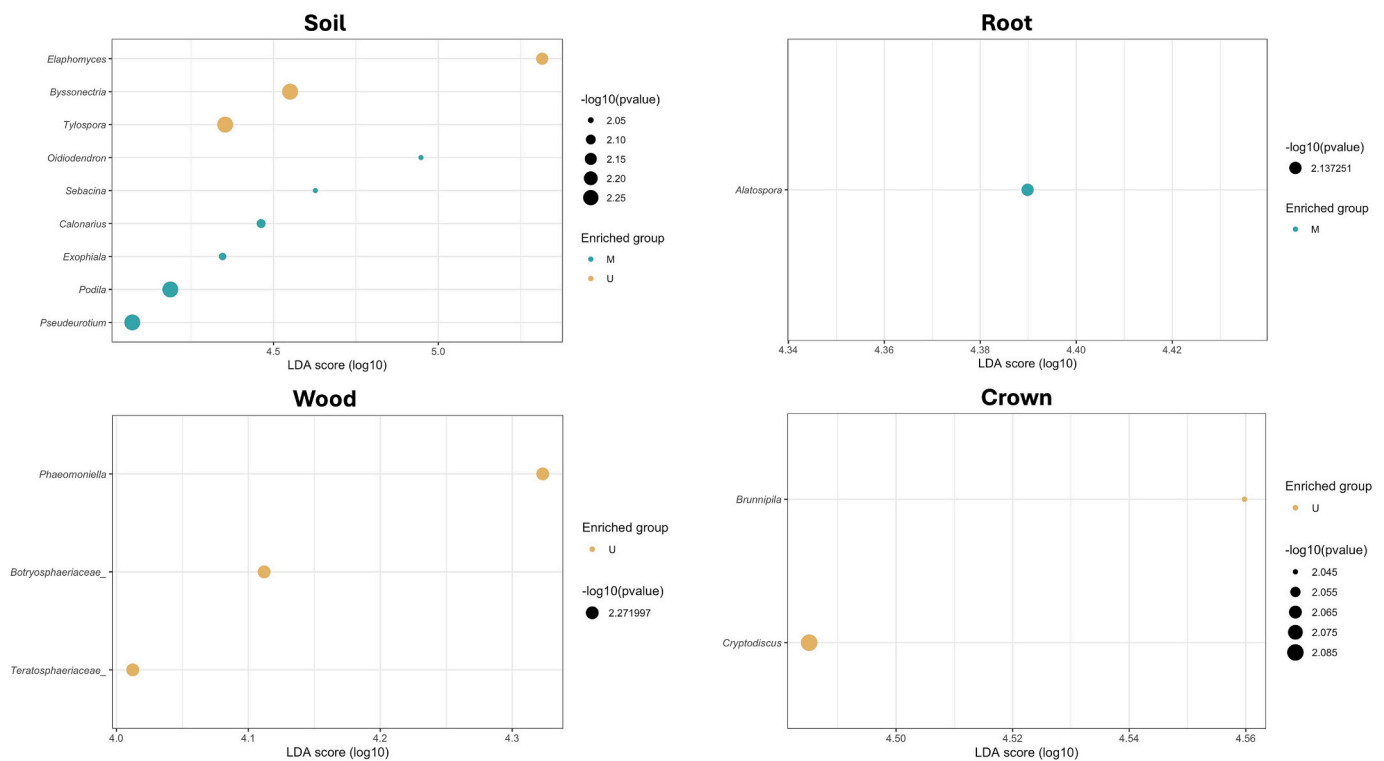 Soil
Elaphomyces
Byssonectria
Tylospora
Oidiodendron
Sebacina
Calonarius
Exophiala
Podila
Pseudeurotium
4.5 5.0
LDA score (log10)
-log10(pvalue)
2.05
2.10
2.15
2.20
2.25
Enriched group
M
U
Root
Alatospora
4.34 4.36 4.38 4.40 4.42
LDA score (log10)
-log10(pvalue)
2.137251
Enriched group
M
Wood
Phaeomoniella
Botryosphaeriaceae_
Teratosphaeriaceae_
4.0 4.1 4.2 4.3
LDA score (log10)
Enriched group
U
-log10(pvalue)
2.271997
Crown
Brunnipila
Cryptodiscus
4.50 4.52 4.54 4.56
LDA score (log10)
Enriched group
U
-log10(pvalue)
2.045
2.055
2.065
2.075
2.085